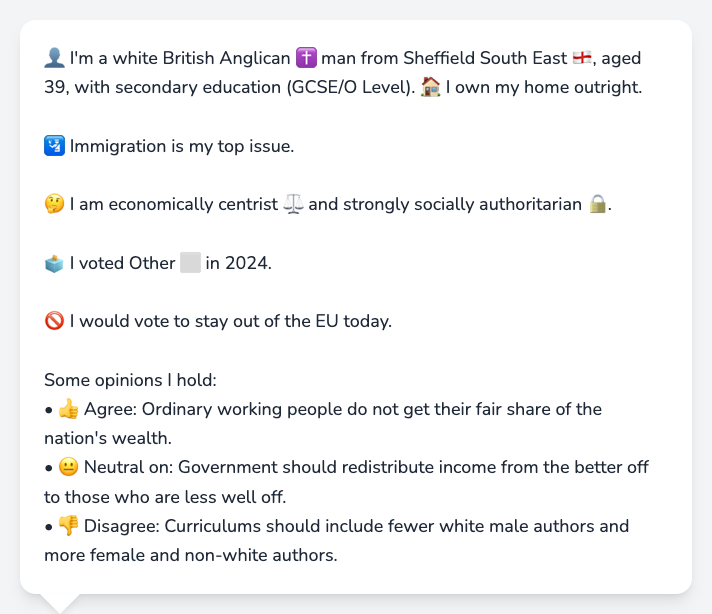 👤 I'm a white British Anglican ✝️ man from Sheffield South East 🏴󠁧󠁢󠁥󠁮󠁧󠁿, aged
39, with secondary education (GCSE/O Level). 🏠 I own my home outright.
🛂 Immigration is my top issue.
🤔 I am economically centrist ⚖️ and strongly socially authoritarian 🔒.
🗳️ I voted Other ⬜ in 2024.
🚫 I would vote to stay out of the EU today.
Some opinions I hold:
• 👍 Agree: Ordinary working people do not get their fair share of the
nation's wealth.
• 😐 Neutral on: Government should redistribute income from the better off
to those who are less well off.
• 👎 Disagree: Curriculums should include fewer white male authors and
more female and non-white authors.